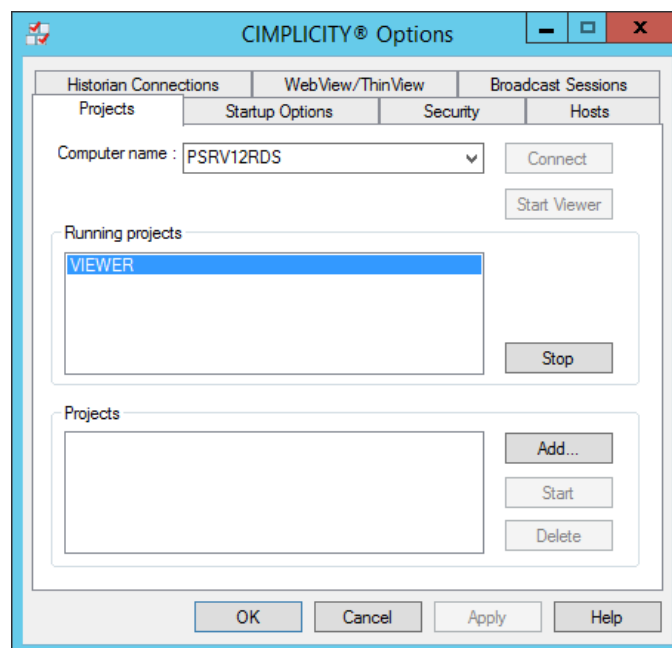 CIMPLICITY® Options
Historian Connections WebView/ThinView Broadcast Sessions
Projects Startup Options Security Hosts
Computer name : PSRV12RDS Connect
Start Viewer
Running projects
VIEWER
Stop
Projects
Add...
Start
Delete
OK Cancel Apply Help